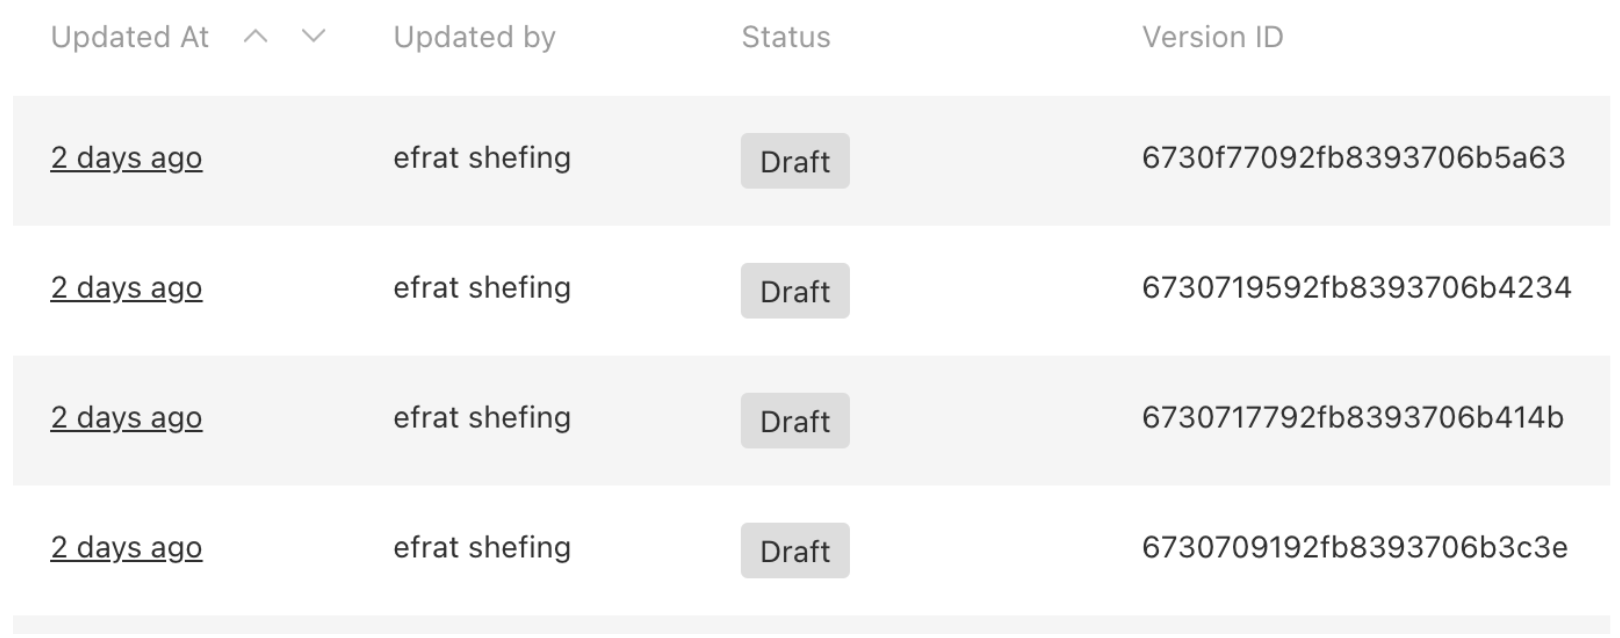 Updated At Updated by Status Version ID
2 days ago efrat shefing Draft 6730f77092fb8393706b5a63
2 days ago efrat shefing Draft 6730719592fb8393706b4234
2 days ago efrat shefing Draft 6730717792fb8393706b414b
2 days ago efrat shefing Draft 6730709192fb8393706b3c3e